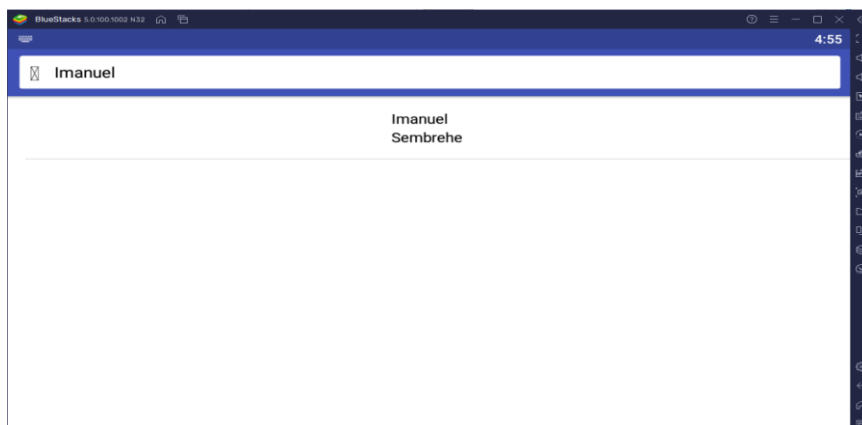 BlueStacks 5.0.100.1002 N32
4:55
Imanuel
Imanuel
Sembrehe